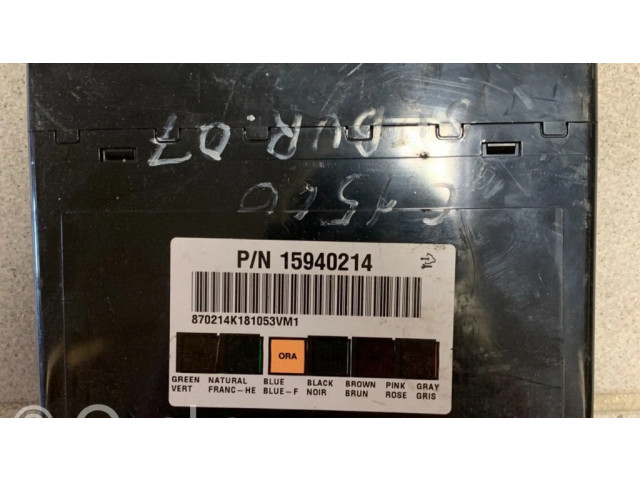 SUBUR.07
C1500
P/N 15940214
870214K181053VM1
ORA
GREEN NATURAL BLUE BLACK BROWN PINK GRAY
VERT FRANC-HE BLUE-F NOIR BRUN ROSE GRIS